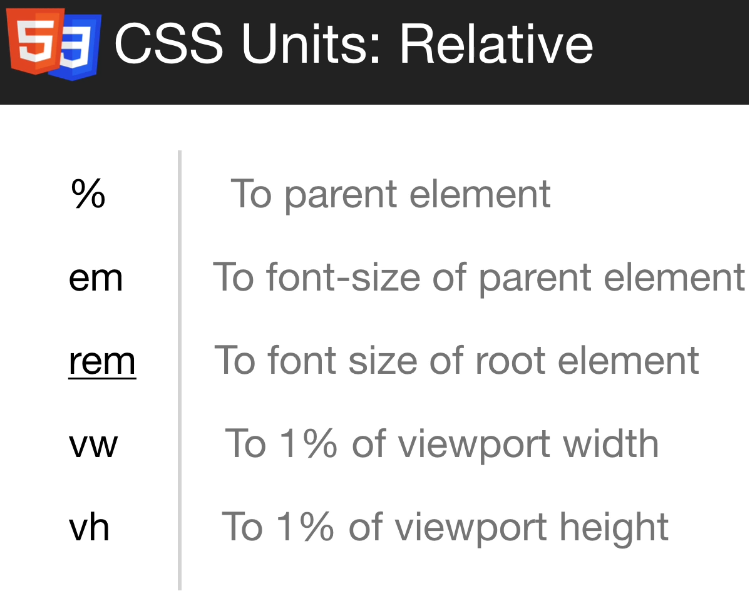 53 CSS Units: Relative
% To parent element
em To font-size of parent element
rem To font size of root element
vw To 1% of viewport width
vh To 1% of viewport height